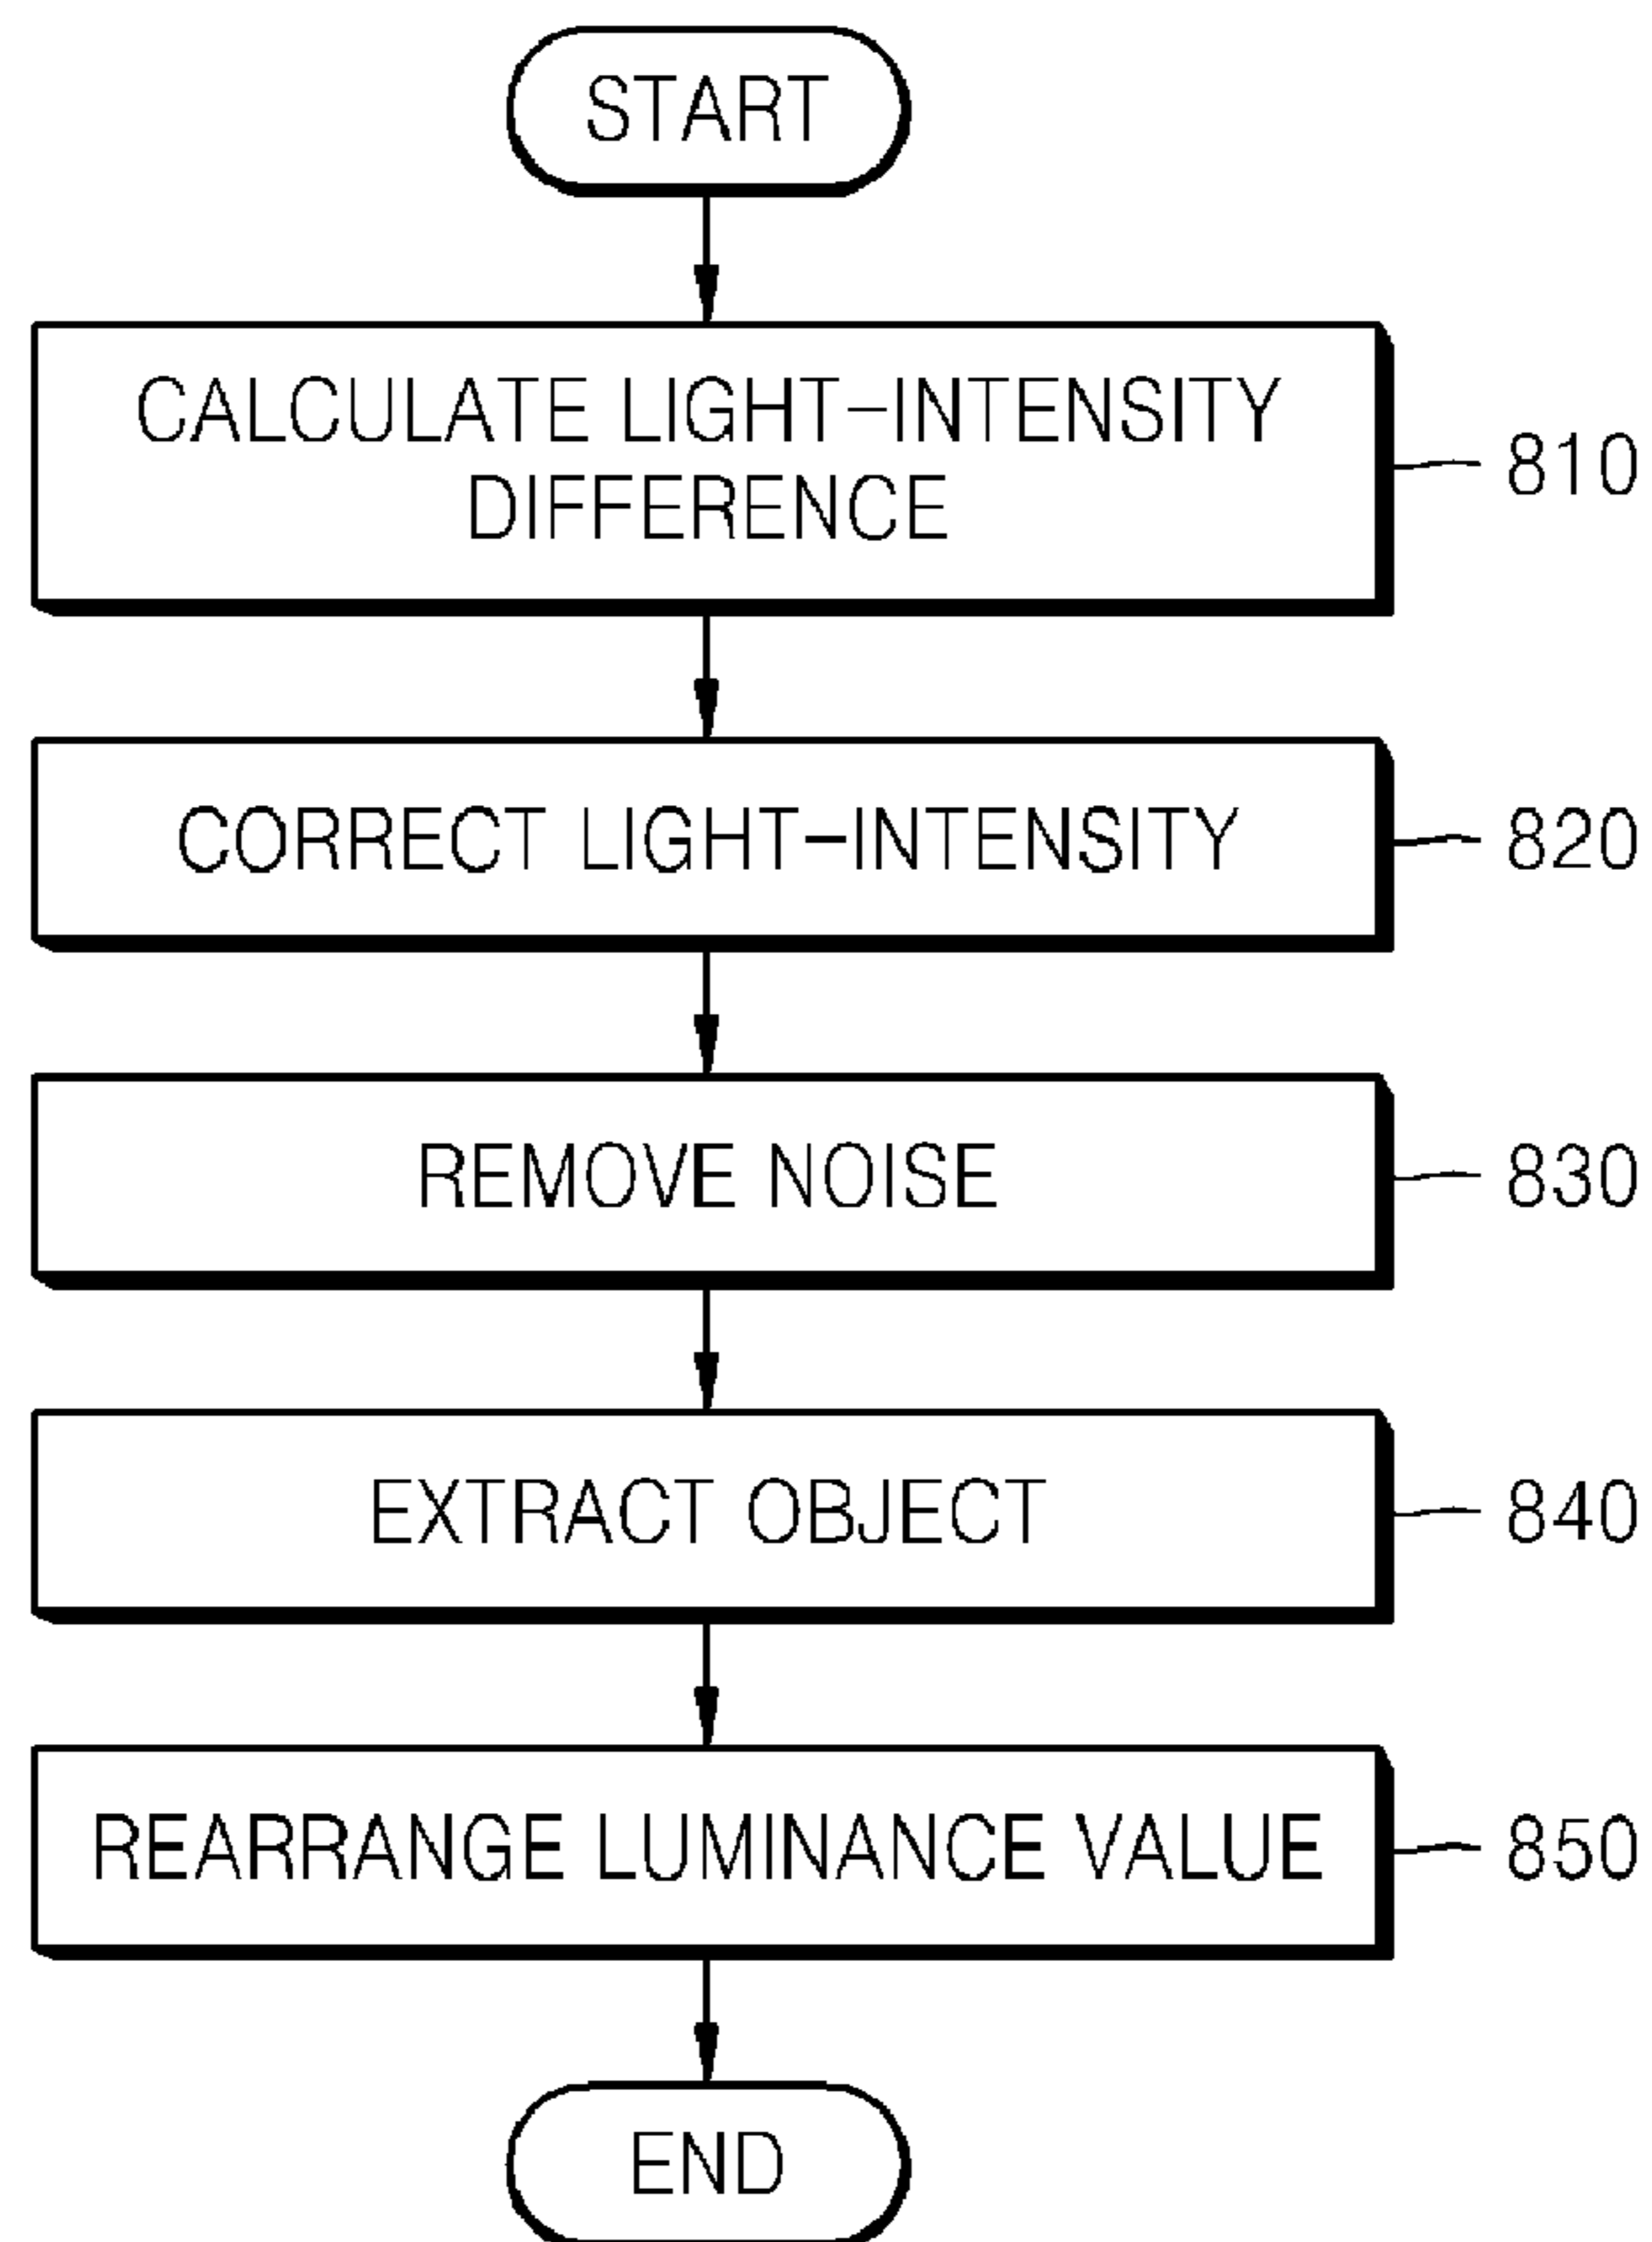 START
CALCULATE LIGHT-INTENSITY
DIFFERENCE
810
CORRECT LIGHT-INTENSITY
820
REMOVE NOISE
830
EXTRACT OBJECT
840
REARRANGE LUMINANCE VALUE
850
END